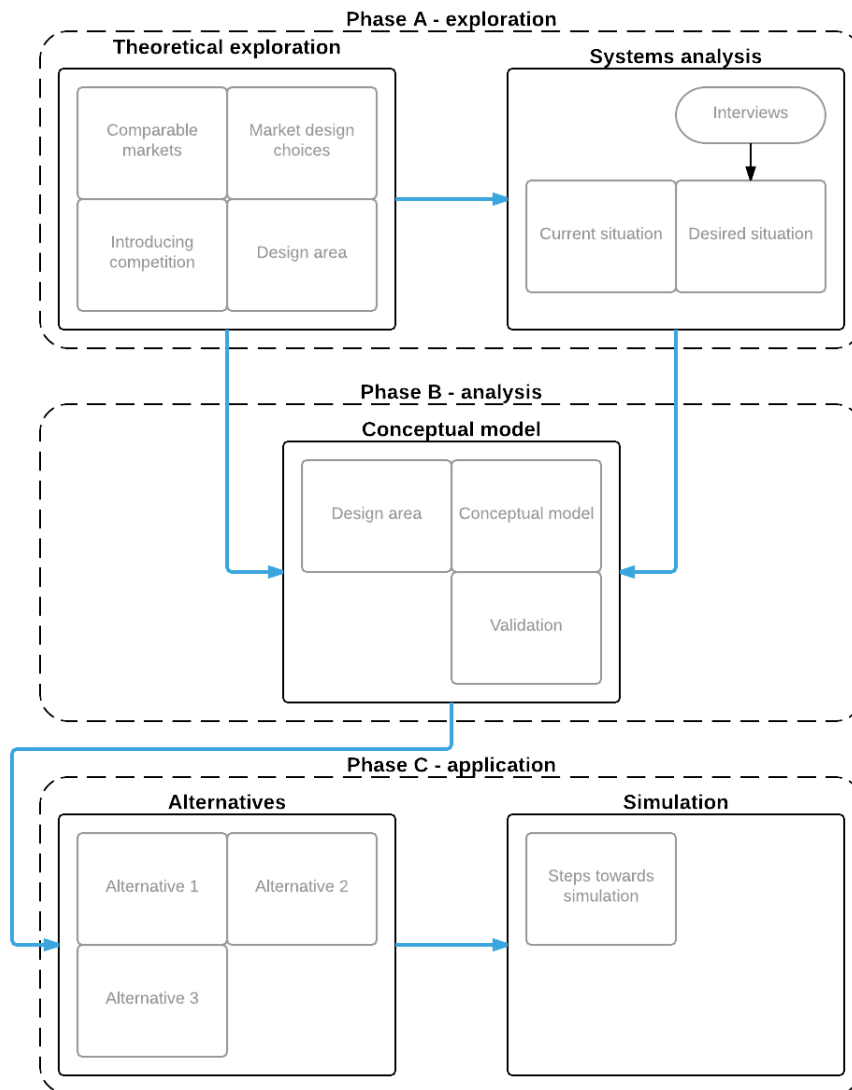 Phase A - exploration
Theoretical exploration
Systems analysis
Comparable
markets
Market design
choices
Introducing
competition
Design area
Interviews
Current situation
Desired situation
Phase B - analysis
Conceptual model
Design area
Conceptual model
Validation
Phase C - application
Alternatives
Simulation
Alternative 1
Alternative 2
Alternative 3
Steps towards
simulation